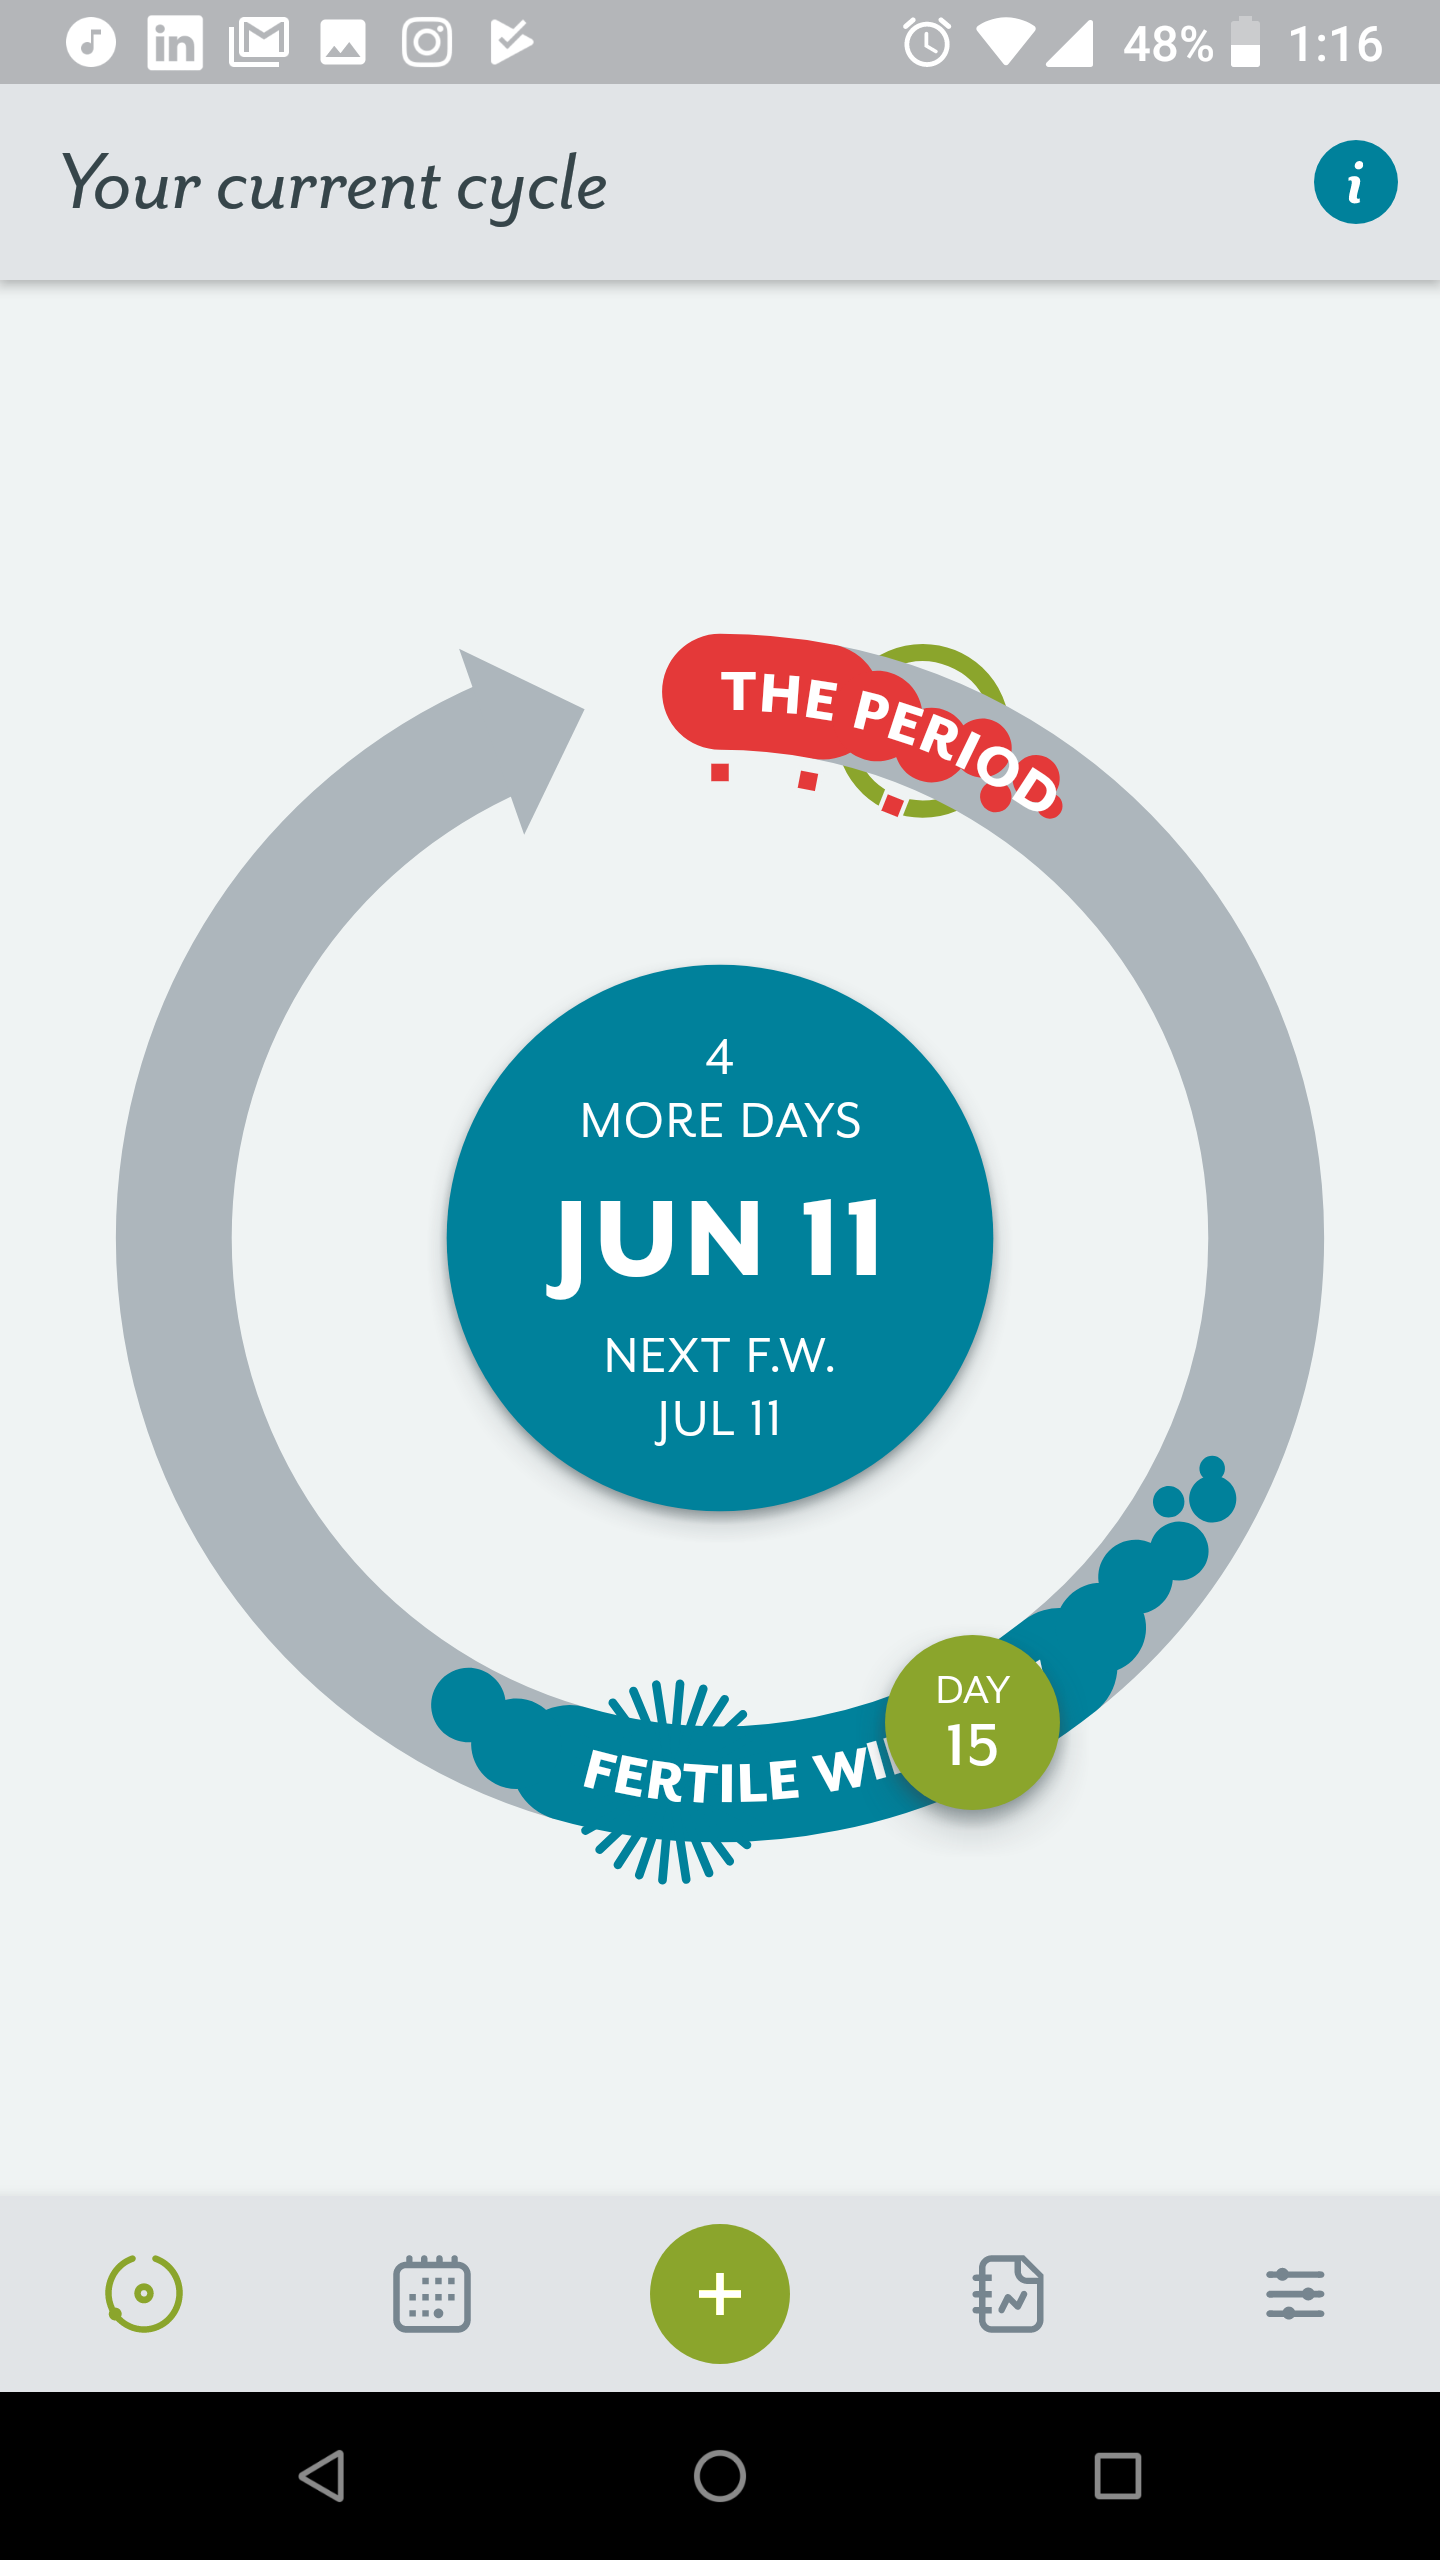 48% 1:16
Your current cycle
i
THE PERIOD
4
MORE DAYS
JUN 11
NEXT F.W.
JUL 11
DAY
15
FERTILE